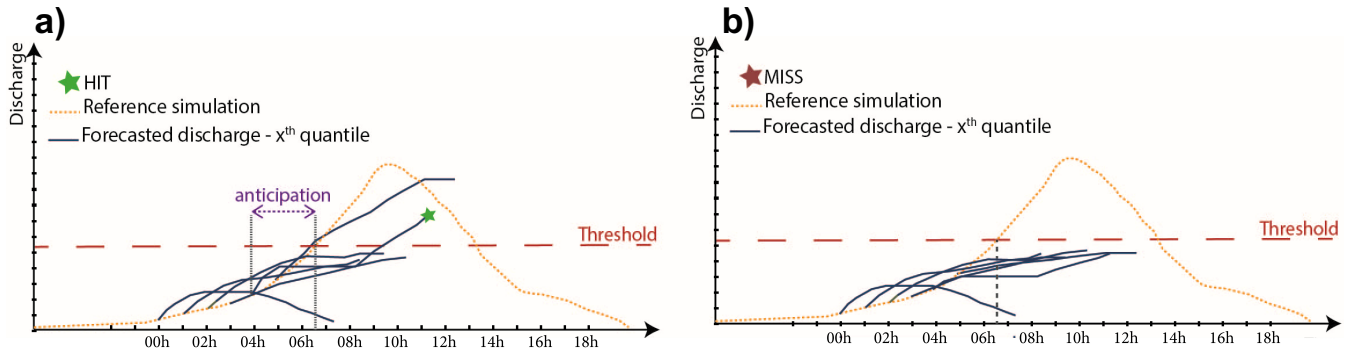 a)
Discharge
HIT
Reference simulation
Forecasted discharge - xth quantile
anticipation
Threshold
00h 02h 04h 06h 08h 10h 12h 14h 16h 18h
b)
Discharge
MISS
Reference simulation
Forecasted discharge - xth quantile
Threshold
00h 02h 04h 06h 08h 10h 12h 14h 16h 18h